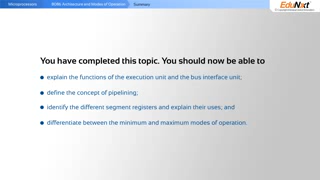 Microprocessors
8086 Architecture and Modes of Operation
Summary
EduNxt
You have completed this topic. You should now be able to
explain the functions of the execution unit and the bus interface unit;
define the concept of pipelining;
identify the different segment registers and explain their uses; and
differentiate between the minimum and maximum modes of operation.